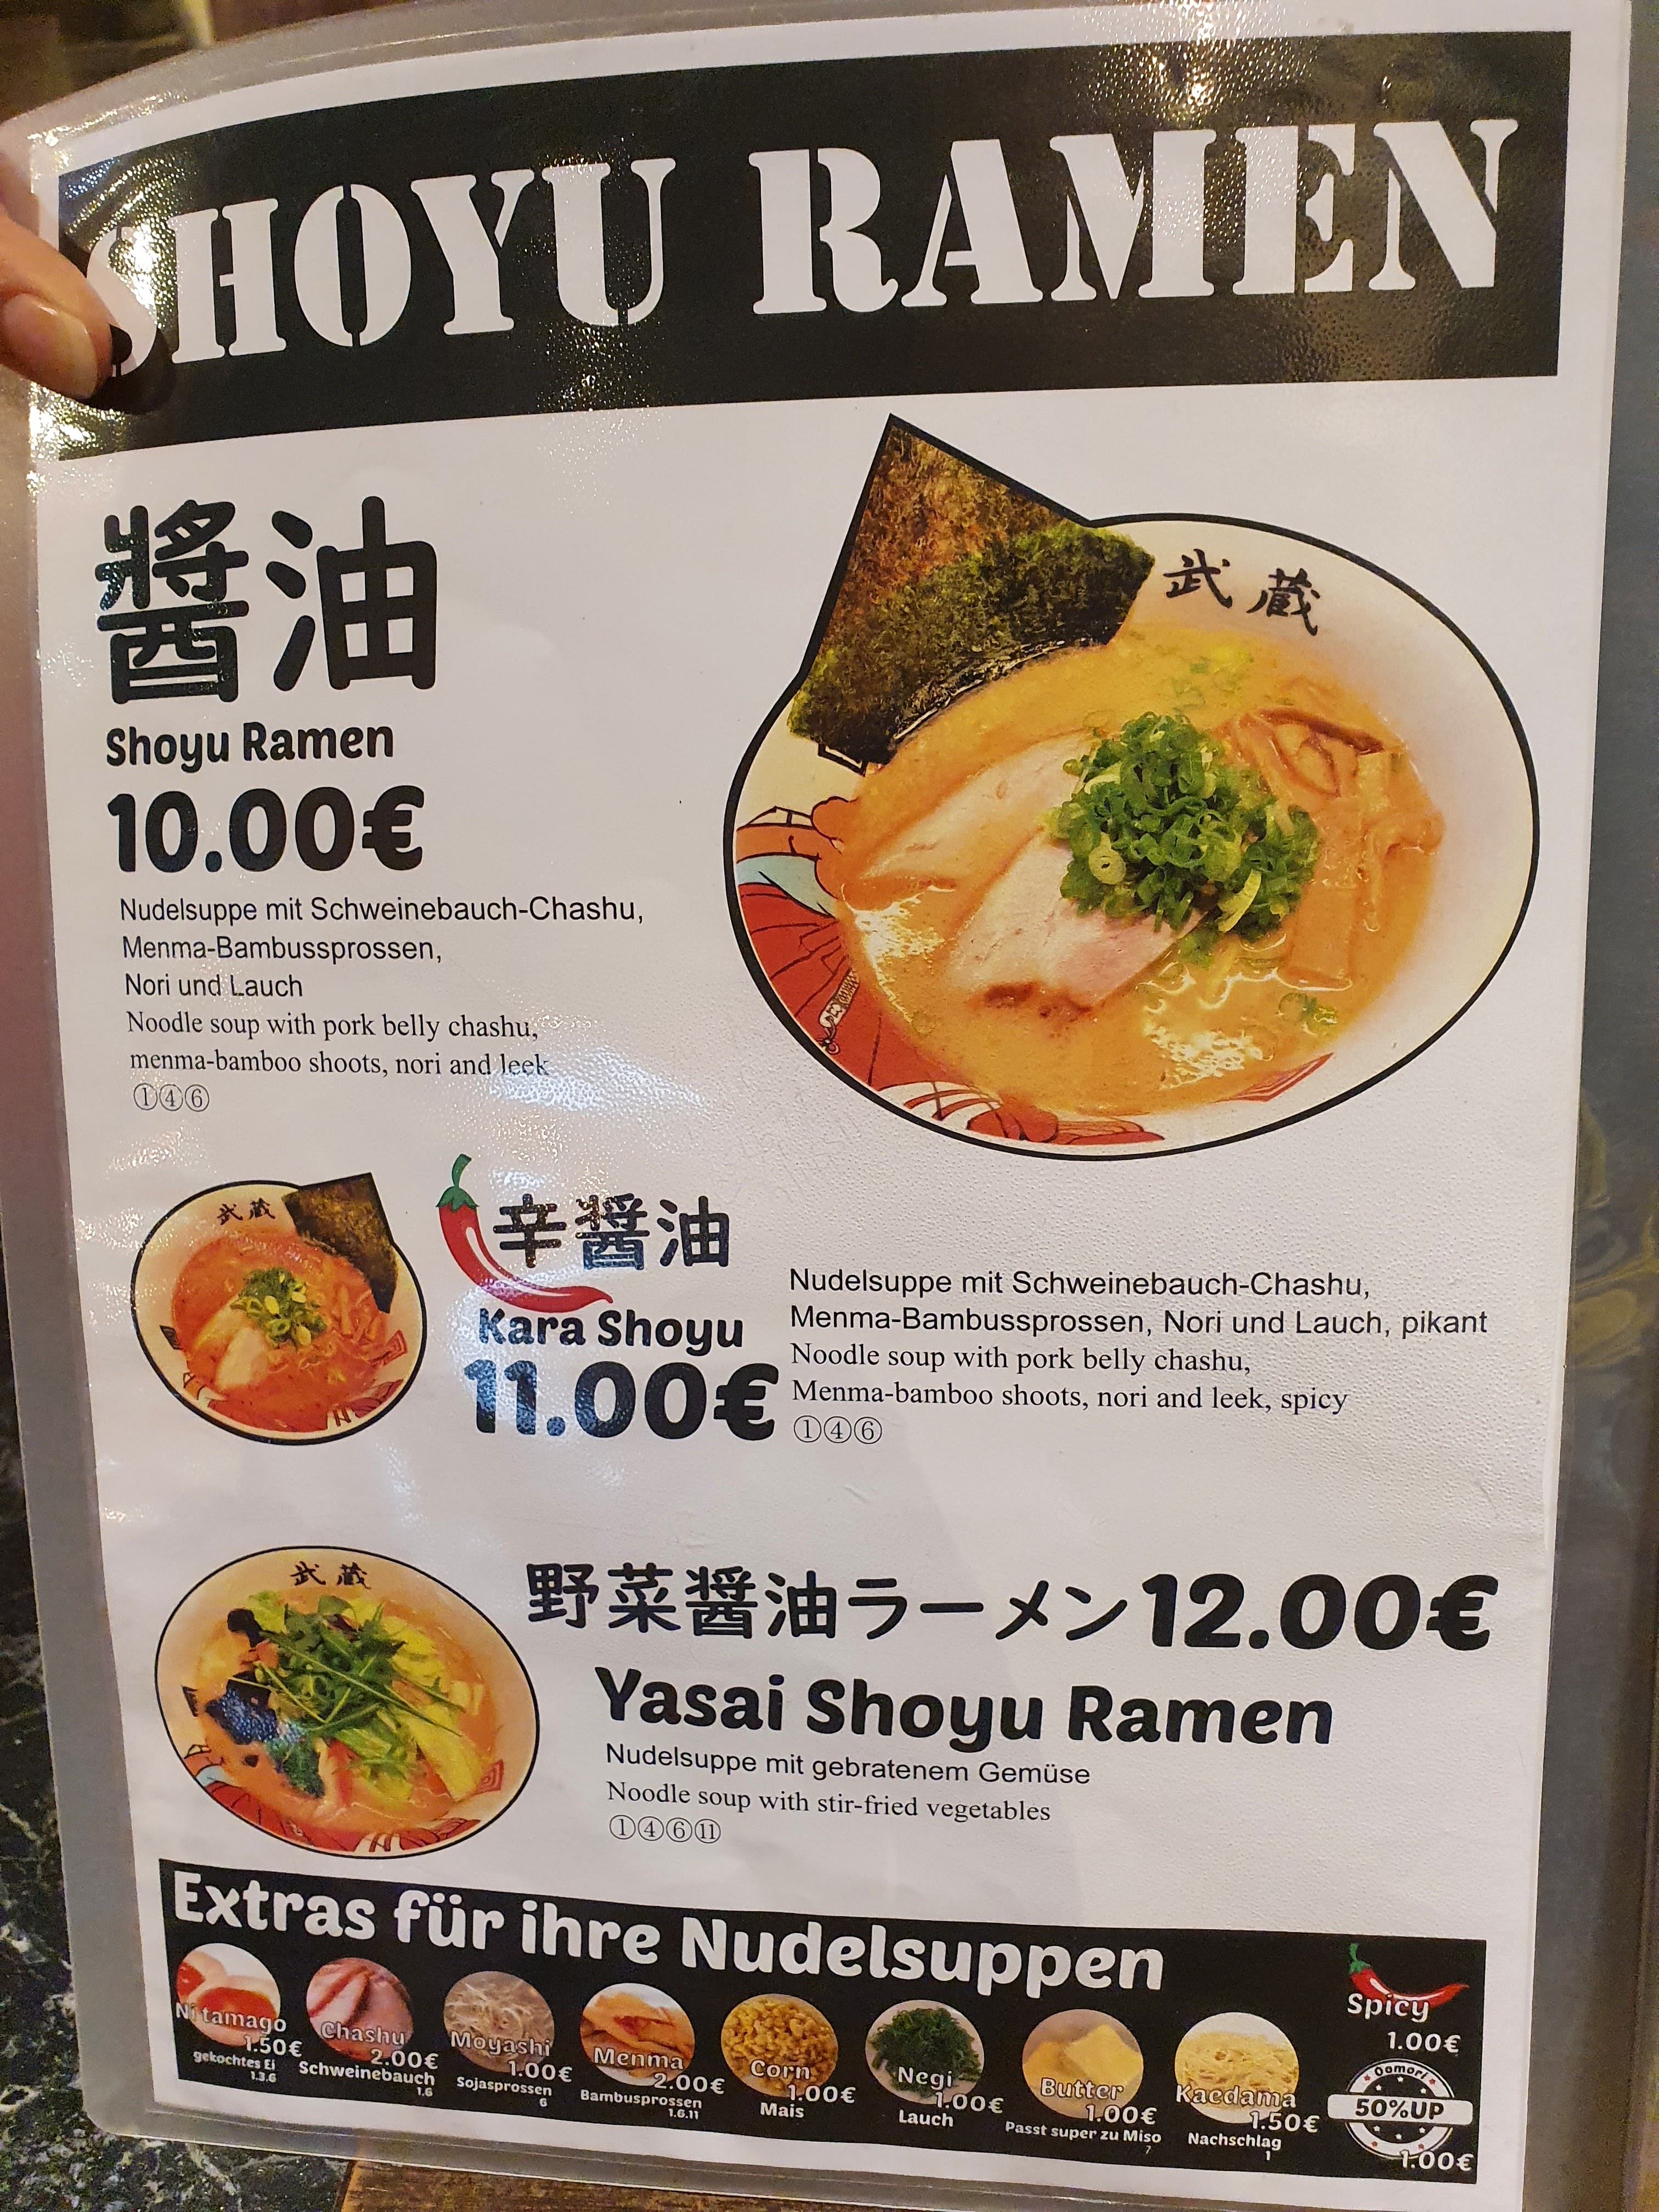 SHOYU RAMEN
醬油
武蔵
Shoyu Ramen
10.00€
Nudelsuppe mit Schweinebauch-Chashu,
Menma-Bambussprossen,
Nori und Lauch
Noodle soup with pork belly chashu,
menma-bamboo shoots, nori and leek
①④⑥
武蔵
辛醤油
Kara Shoyu
11.00€
Nudelsuppe mit Schweinebauch-Chashu,
Menma-Bambussprossen, Nori und Lauch, pikant
Noodle soup with pork belly chashu,
Menma-bamboo shoots, nori and leek, spicy
①④⑥
武蔵
野菜醤油ラーメン12.00€
Yasai Shoyu Ramen
Nudelsuppe mit gebratenem Gemüse
Noodle soup with stir-fried vegetables
①④⑥⑪
Extras für ihre Nudelsuppen
Nitamago
1.50€
gekochtes Ei
1.3.6
Chashu
2.00€
Schweinebauch
1.6
Moyashi
1.00€
Sojasprossen
6
Menma
2.00€
Bambusprossen
1.6.11
Corn
1.00€
Mais
Negi
1.00€
Lauch
Butter
1.00€
Passt super zu Miso
7
Kaedama
1.50€
Nachschlag
1
Spicy
1.00€
Oomori
50%UP
1.00€